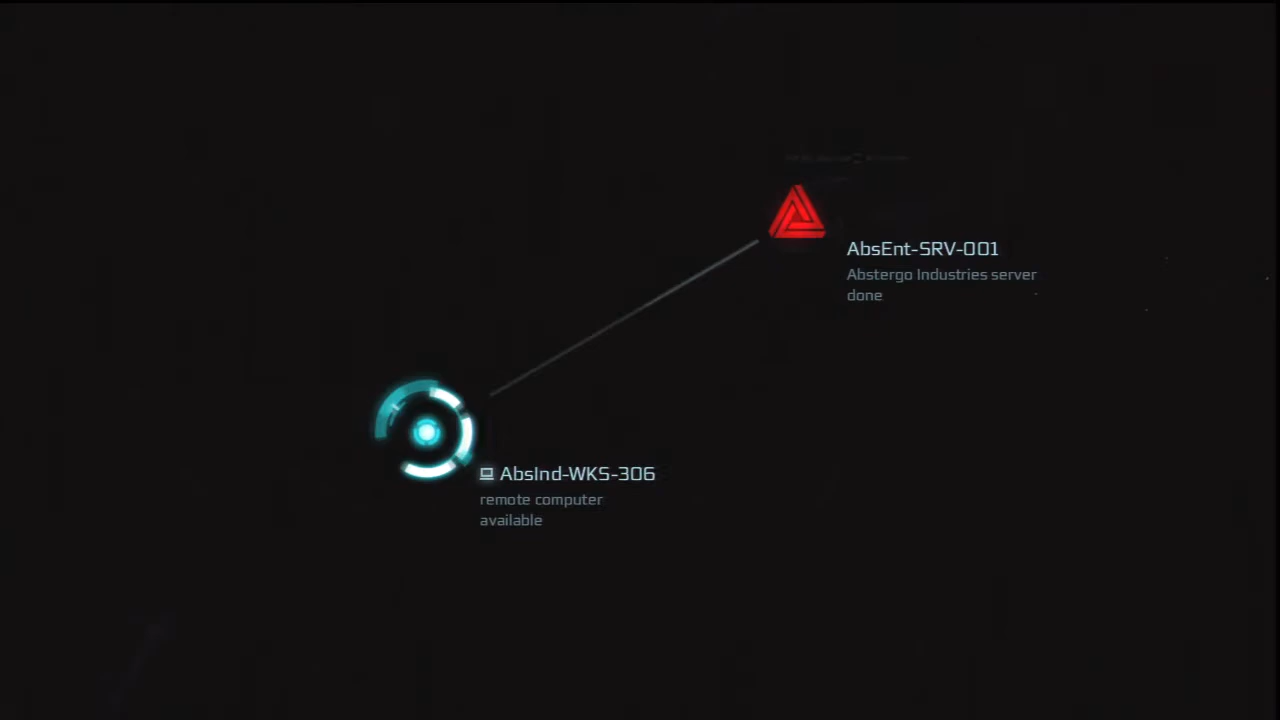 AbsEnt-SRV-001
Abstergo Industries server
done
AbsInd-WKS-306
remote computer
available